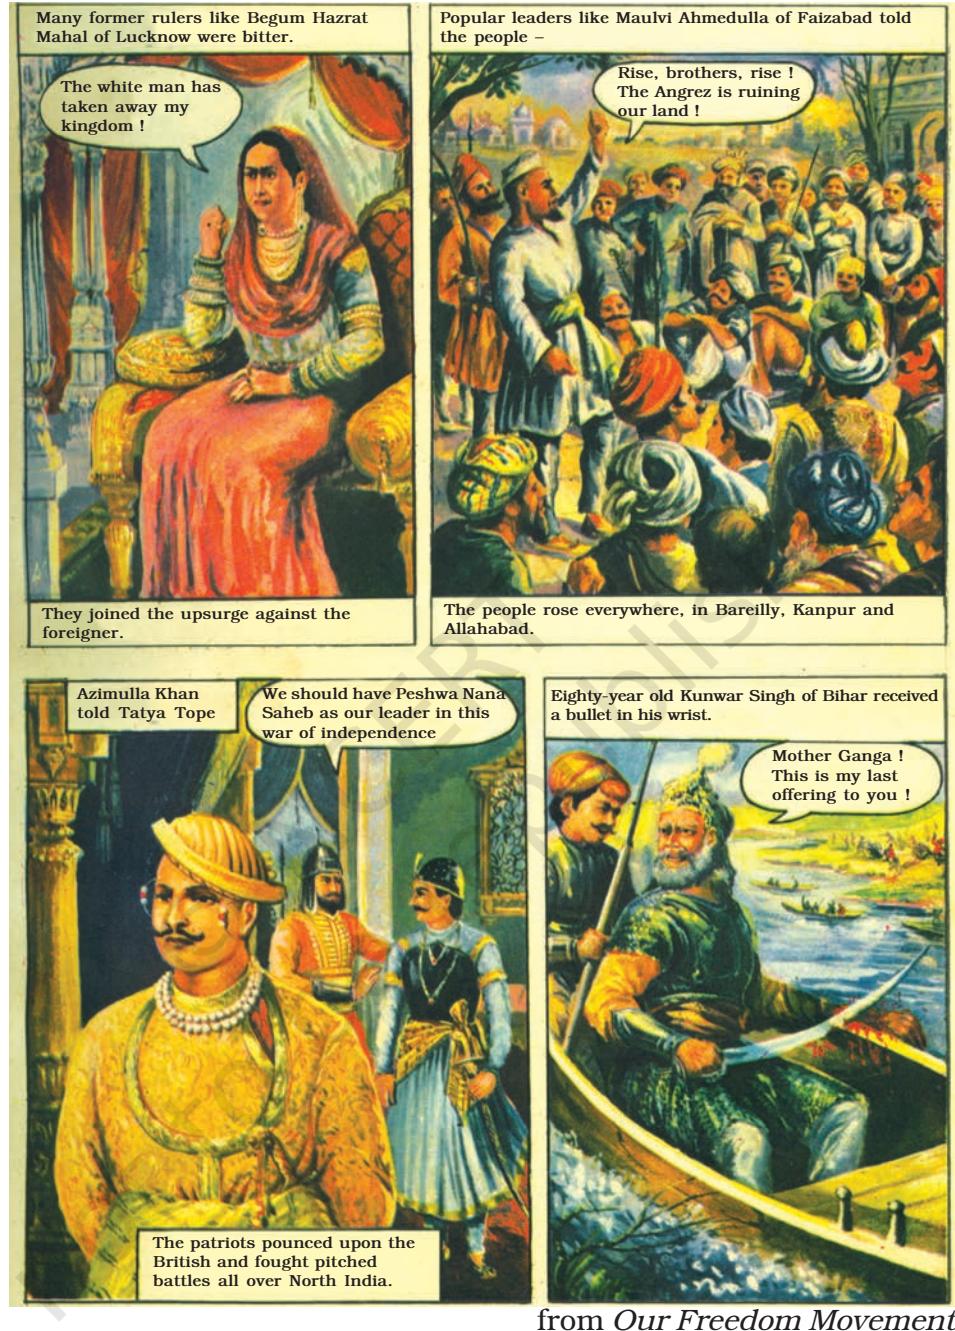 Many former rulers like Begum Hazrat
Mahal of Lucknow were bitter.
The white man has
taken away my
kingdom !
They joined the upsurge against the
foreigner.
Popular leaders like Maulvi Ahmedulla of Faizabad told
the people –
Rise, brothers, rise !
The Angrez is ruining
our land !
The people rose everywhere, in Bareilly, Kanpur and
Allahabad.
Azimulla Khan
told Tatya Tope
We should have Peshwa Nana
Saheb as our leader in this
war of independence
The patriots pounced upon the
British and fought pitched
battles all over North India.
Eighty-year old Kunwar Singh of Bihar received
a bullet in his wrist.
Mother Ganga !
This is my last
offering to you !
from Our Freedom Movement